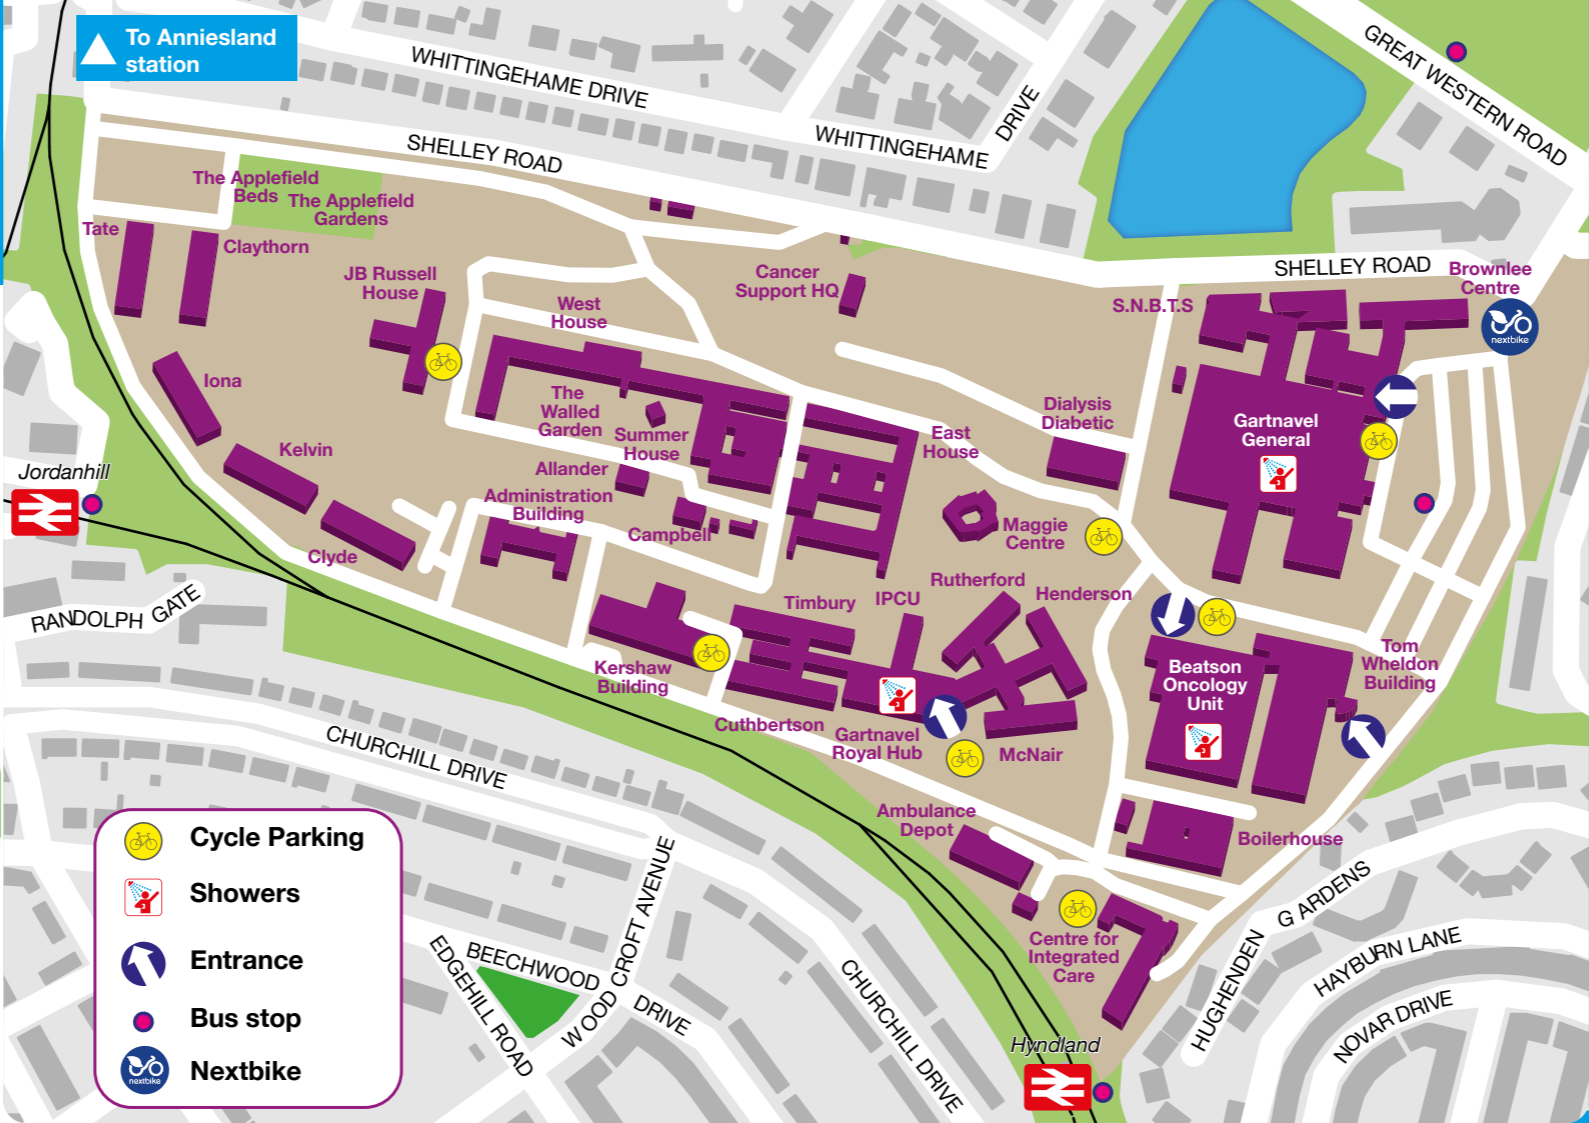 To Anniesland
station
WHITTINGEHAME DRIVE
WHITTINGEHAME
DRIVE
GREAT WESTERN ROAD
SHELLEY ROAD
The Applefield
Beds
The Applefield
Gardens
Tate
Claythorn
JB Russell
House
West
House
Cancer
Support HQ
SHELLEY ROAD
Brownlee
Centre
S.N.B.T.S
nextbike
Iona
The
Walled
Garden
Summer
House
Dialysis
Diabetic
Gartnavel
General
East
House
Kelvin
Jordanhill
Allander
Administration
Building
Campbell
Maggie
Centre
Clyde
RANDOLPH GATE
Timbury
IPCU
Rutherford
Henderson
Kershaw
Building
Beatson
Oncology
Unit
Tom
Wheldon
Building
Cuthbertson
Gartnavel
Royal Hub
McNair
CHURCHILL DRIVE
Ambulance
Depot
Boilerhouse
Cycle Parking
Showers
Entrance
Bus stop
nextbike
Nextbike
WOOD CROFT AVENUE
BEECHWOOD DRIVE
EDGEHILL ROAD
CHURCHILL DRIVE
Centre for
Integrated
Care
Hyndland
HUGHENDEN G ARDENS
HAYBURN LANE
NOVAR DRIVE